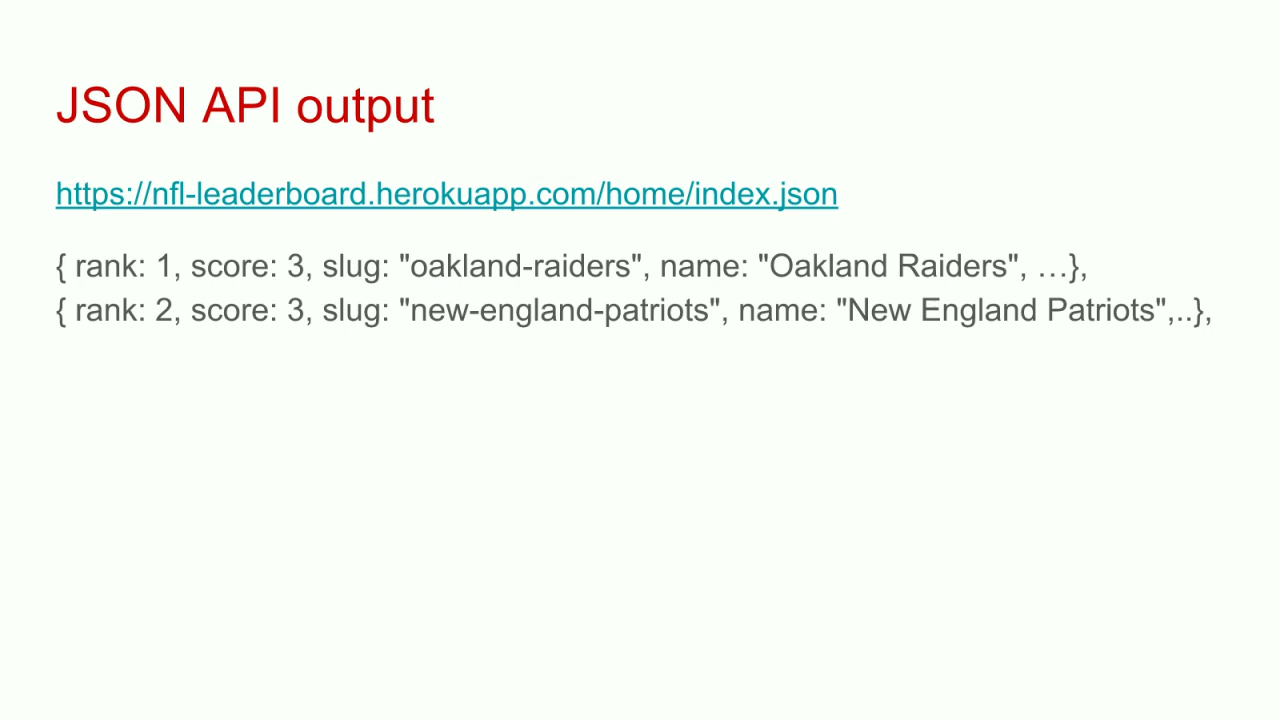 JSON API output
https://nfl-leaderboard.herokuapp.com/home/index.json
{ rank: 1, score: 3, slug: "oakland-raiders", name: "Oakland Raiders", …},
{ rank: 2, score: 3, slug: "new-england-patriots", name: "New England Patriots",..},